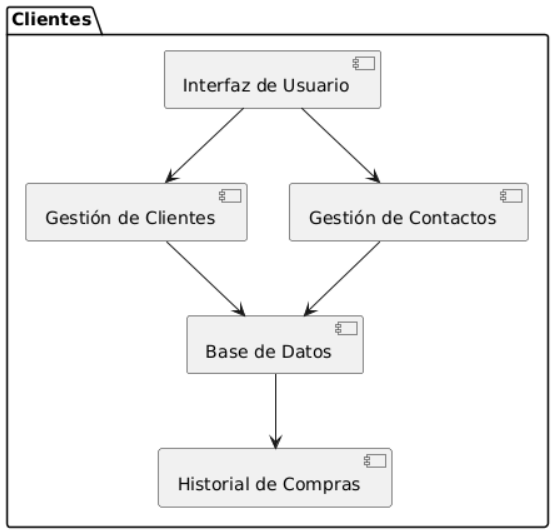 Clientes
Interfaz de Usuario
Gestión de Clientes
Gestión de Contactos
Base de Datos
Historial de Compras